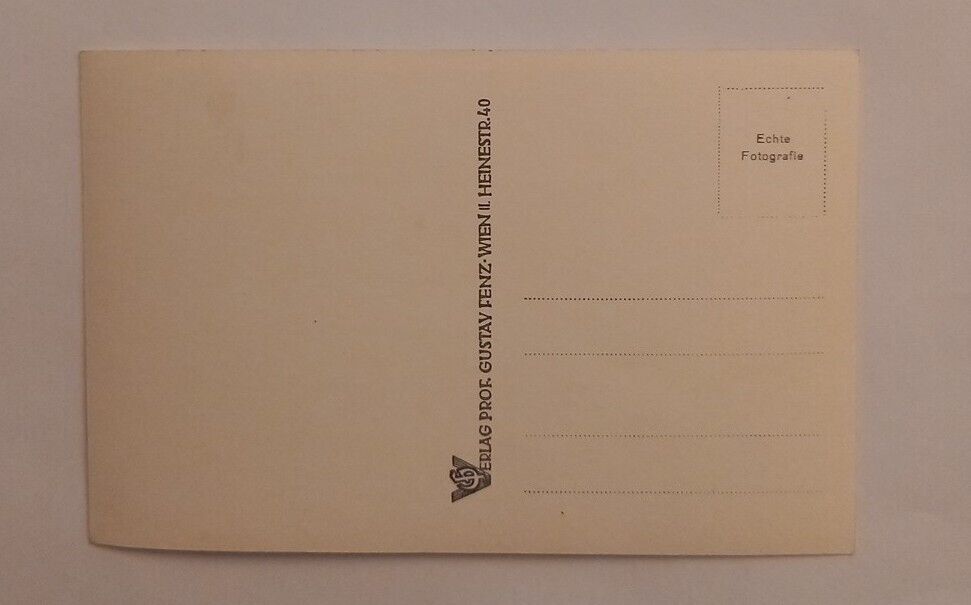 VERLAG PROF. GUSTAV FENZ · WIEN II. HEINESTR. 40
Echte
Fotografie